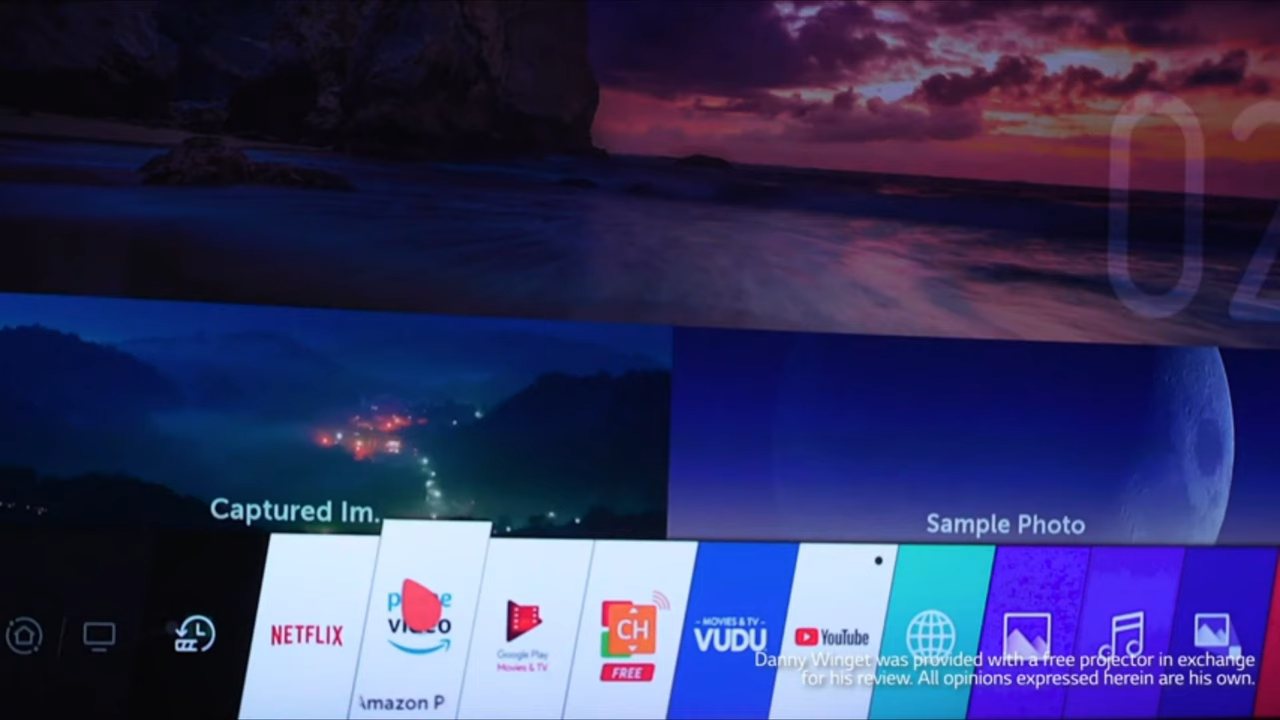 02
Captured Im.
Sample Photo
NETFLIX
video
Amazon P
Google Play
Movies & TV
CH
FREE
MOVIES & TV
VUDU
YouTube
Danny Winget was provided with a free projector in exchange
for his review. All opinions expressed herein are his own.